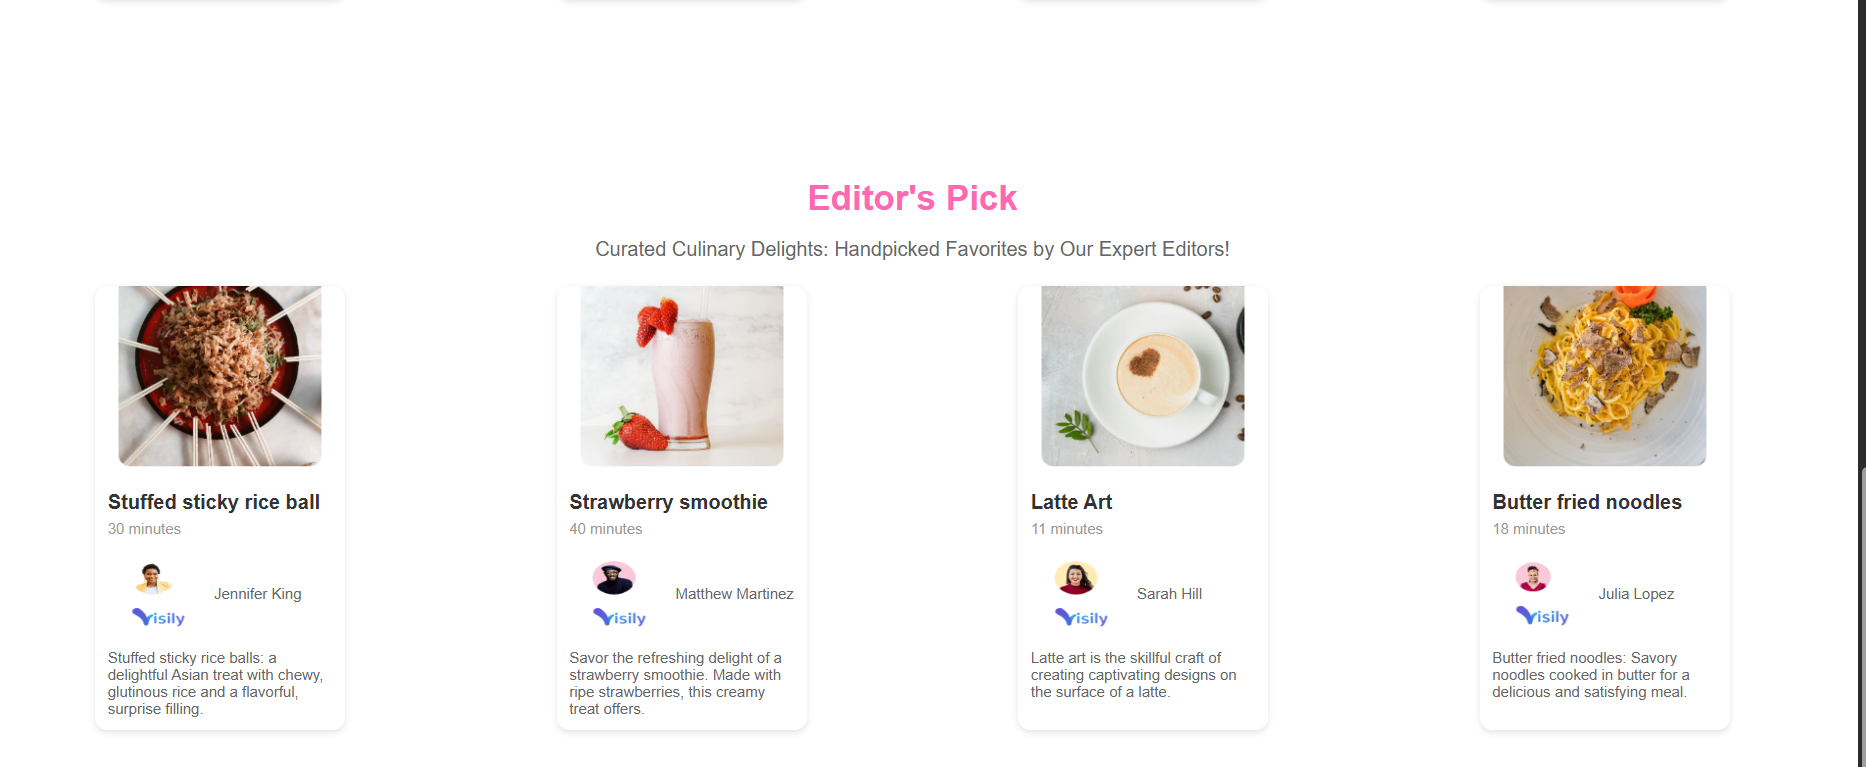 Editor's Pick
Curated Culinary Delights: Handpicked Favorites by Our Expert Editors!
Stuffed sticky rice ball
30 minutes
Jennifer King
Visily
Stuffed sticky rice balls: a
delightful Asian treat with chewy,
glutinous rice and a flavorful,
surprise filling.
Strawberry smoothie
40 minutes
Matthew Martinez
Visily
Savor the refreshing delight of a
strawberry smoothie. Made with
ripe strawberries, this creamy
treat offers.
Latte Art
11 minutes
Sarah Hill
Visily
Latte art is the skillful craft of
creating captivating designs on
the surface of a latte.
Butter fried noodles
18 minutes
Julia Lopez
Visily
Butter fried noodles: Savory
noodles cooked in butter for a
delicious and satisfying meal.